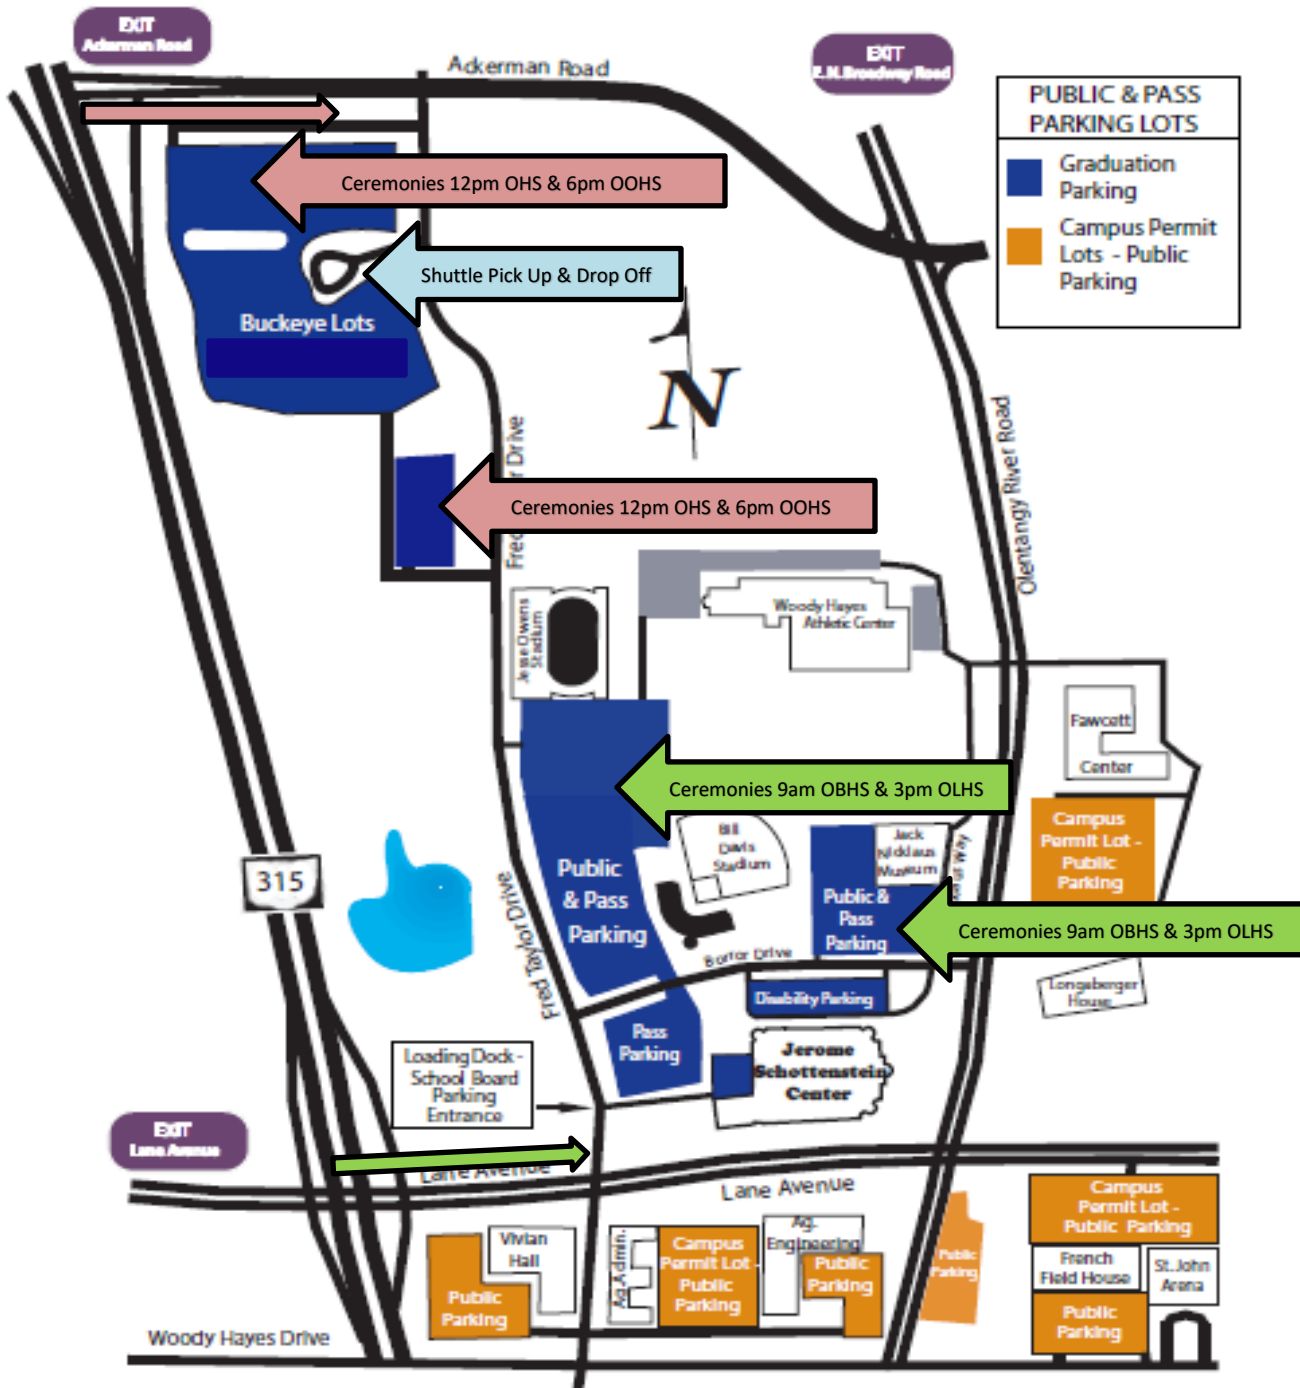 EXIT
Ackerman Road
Ackerman Road
EXIT
E. N. Broadway Road
PUBLIC & PASS
PARKING LOTS
Graduation
Parking
Campus Permit
Lots - Public
Parking
Ceremonies 12pm OHS & 6pm OOHS
Shuttle Pick Up & Drop Off
Buckeye Lots
N
Olentangy River Road
Ceremonies 12pm OHS & 6pm OOHS
Drive
Jesse Owens
Stadium
Woody Hayes
Athletic Center
Fawcett
Center
Ceremonies 9am OBHS & 3pm OLHS
Campus
Permit Lot -
Public
Parking
Bill
Davis
Stadium
Jack
Nicklaus
Museum
Way
315
Public
& Pass
Parking
Public &
Pass
Parking
Ceremonies 9am OBHS & 3pm OLHS
Fred Taylor Drive
Borror Drive
Longaberger
House
Disability Parking
Pass
Parking
Jerome
Schottenstein
Center
Loading Dock -
School Board
Parking
Entrance
EXIT
Lane Avenue
Lane Avenue
Lane Avenue
Campus
Permit Lot -
Public Parking
Vivian
Hall
Ag. Admin.
Campus
Permit Lot -
Public
Parking
Ag.
Engineering
Public
Parking
Public
Parking
French
Field House
St. John
Arena
Public
Parking
Public
Parking
Woody Hayes Drive